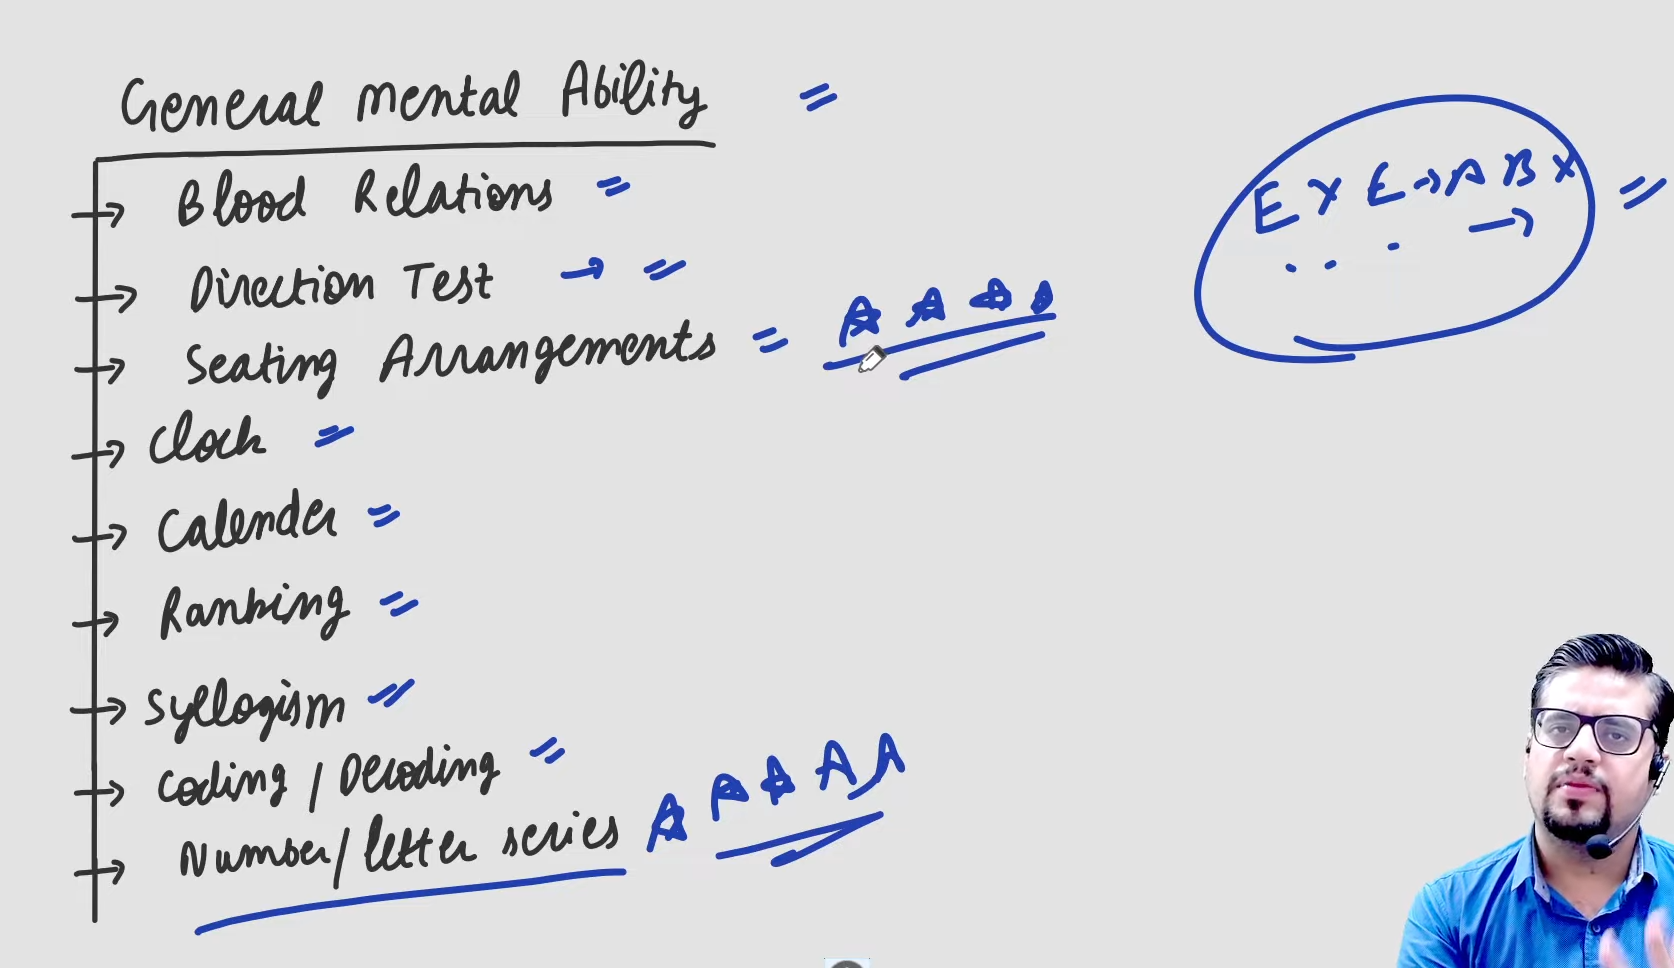 General mental Ability =
Blood Relations =
Direction Test → =
Seating Arrangements =
Clock =
Calender =
Ranking =
Syllogism =
Coding / Decoding =
Number/letter series